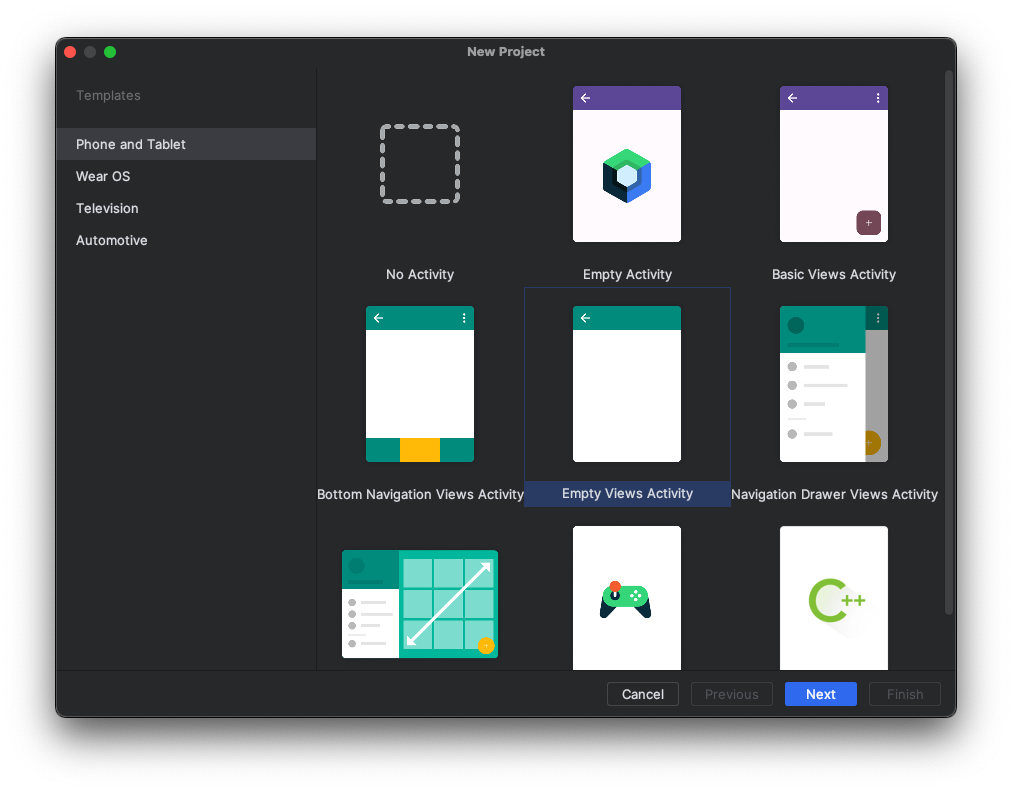 New Project
Templates
Phone and Tablet
Wear OS
Television
Automotive
No Activity
Empty Activity
Basic Views Activity
Bottom Navigation Views Activity
Empty Views Activity
Navigation Drawer Views Activity
C++
Cancel
Previous
Next
Finish